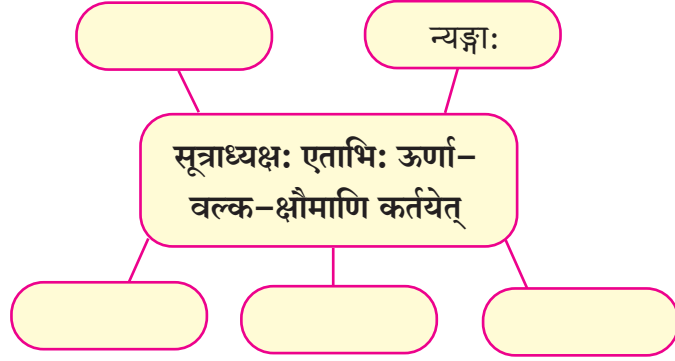 न्यङ्गा:
सूत्राध्यक्ष: एताभि: ऊर्णा–
वल्क–क्षौमाणि कर्तयेत्